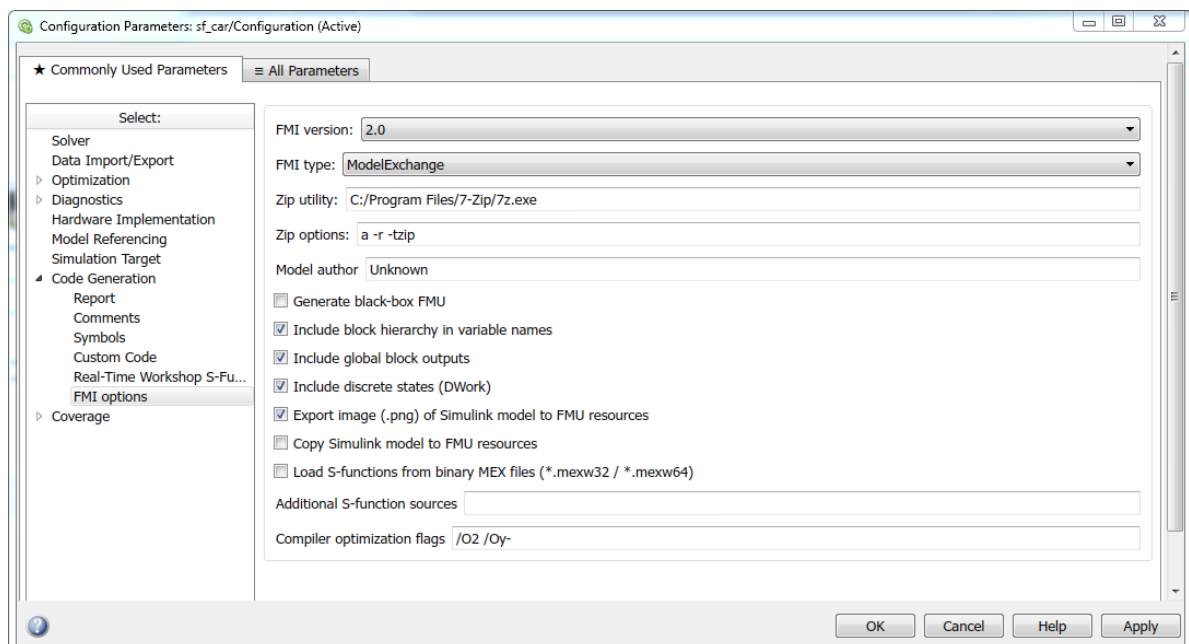 Configuration Parameters: sf_car/Configuration (Active)
★ Commonly Used Parameters
≡ All Parameters
Select:
Solver
Data Import/Export
Optimization
Diagnostics
Hardware Implementation
Model Referencing
Simulation Target
Code Generation
Report
Comments
Symbols
Custom Code
Real-Time Workshop S-Fu...
FMI options
Coverage
FMI version: 2.0
FMI type: ModelExchange
Zip utility: C:/Program Files/7-Zip/7z.exe
Zip options: a -r -tzip
Model author Unknown
Generate black-box FMU
Include block hierarchy in variable names
Include global block outputs
Include discrete states (DWork)
Export image (.png) of Simulink model to FMU resources
Copy Simulink model to FMU resources
Load S-functions from binary MEX files (*.mexw32 / *.mexw64)
Additional S-function sources
Compiler optimization flags /O2 /Oy-
OK
Cancel
Help
Apply